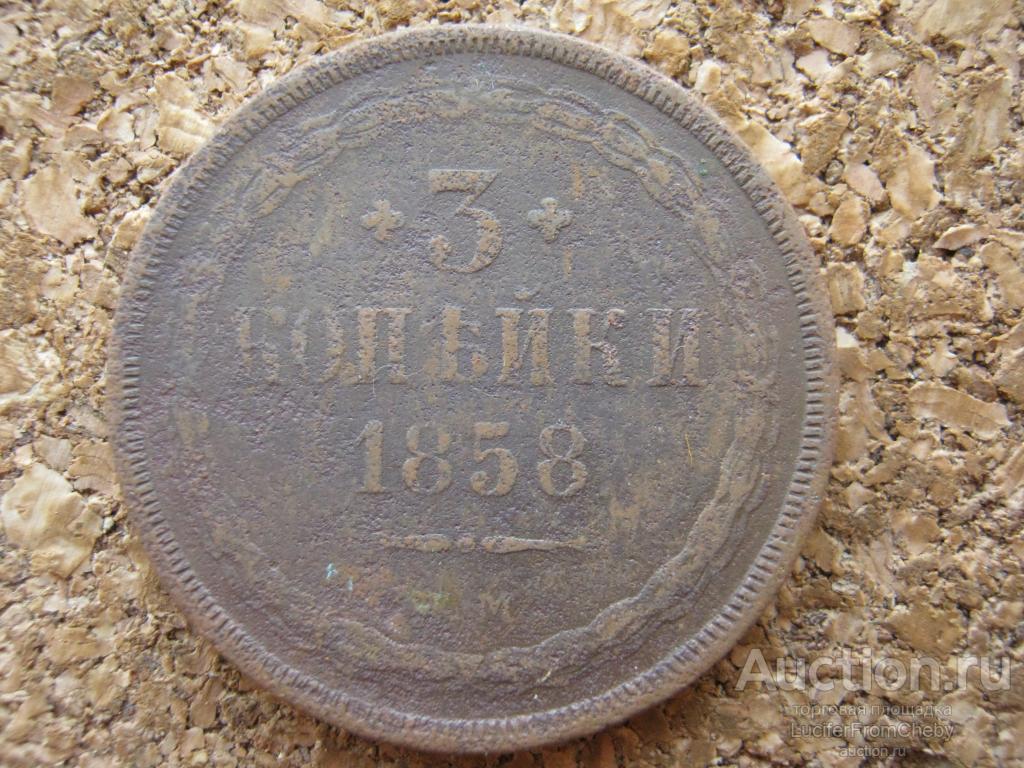 3
КОПѢЙКИ
1858
М
Auction.ru
торговая площадка
LuciferFromCheby
auction.ru